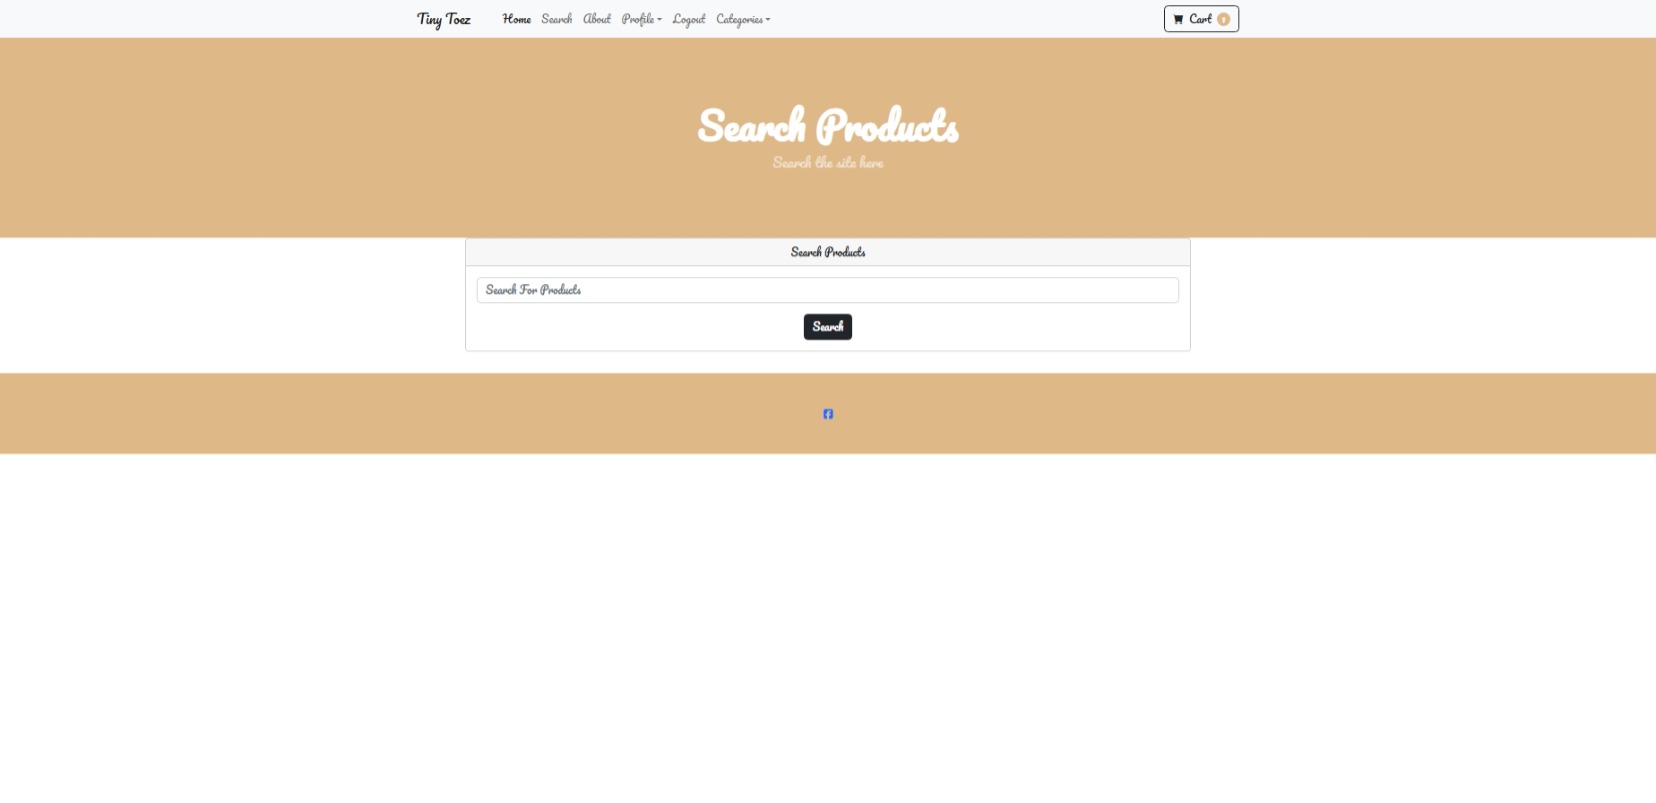 Tiny Toez Home Search About Profile Logout Categories Cart 1
Search Products
Search the site here
Search Products
Search For Products
Search